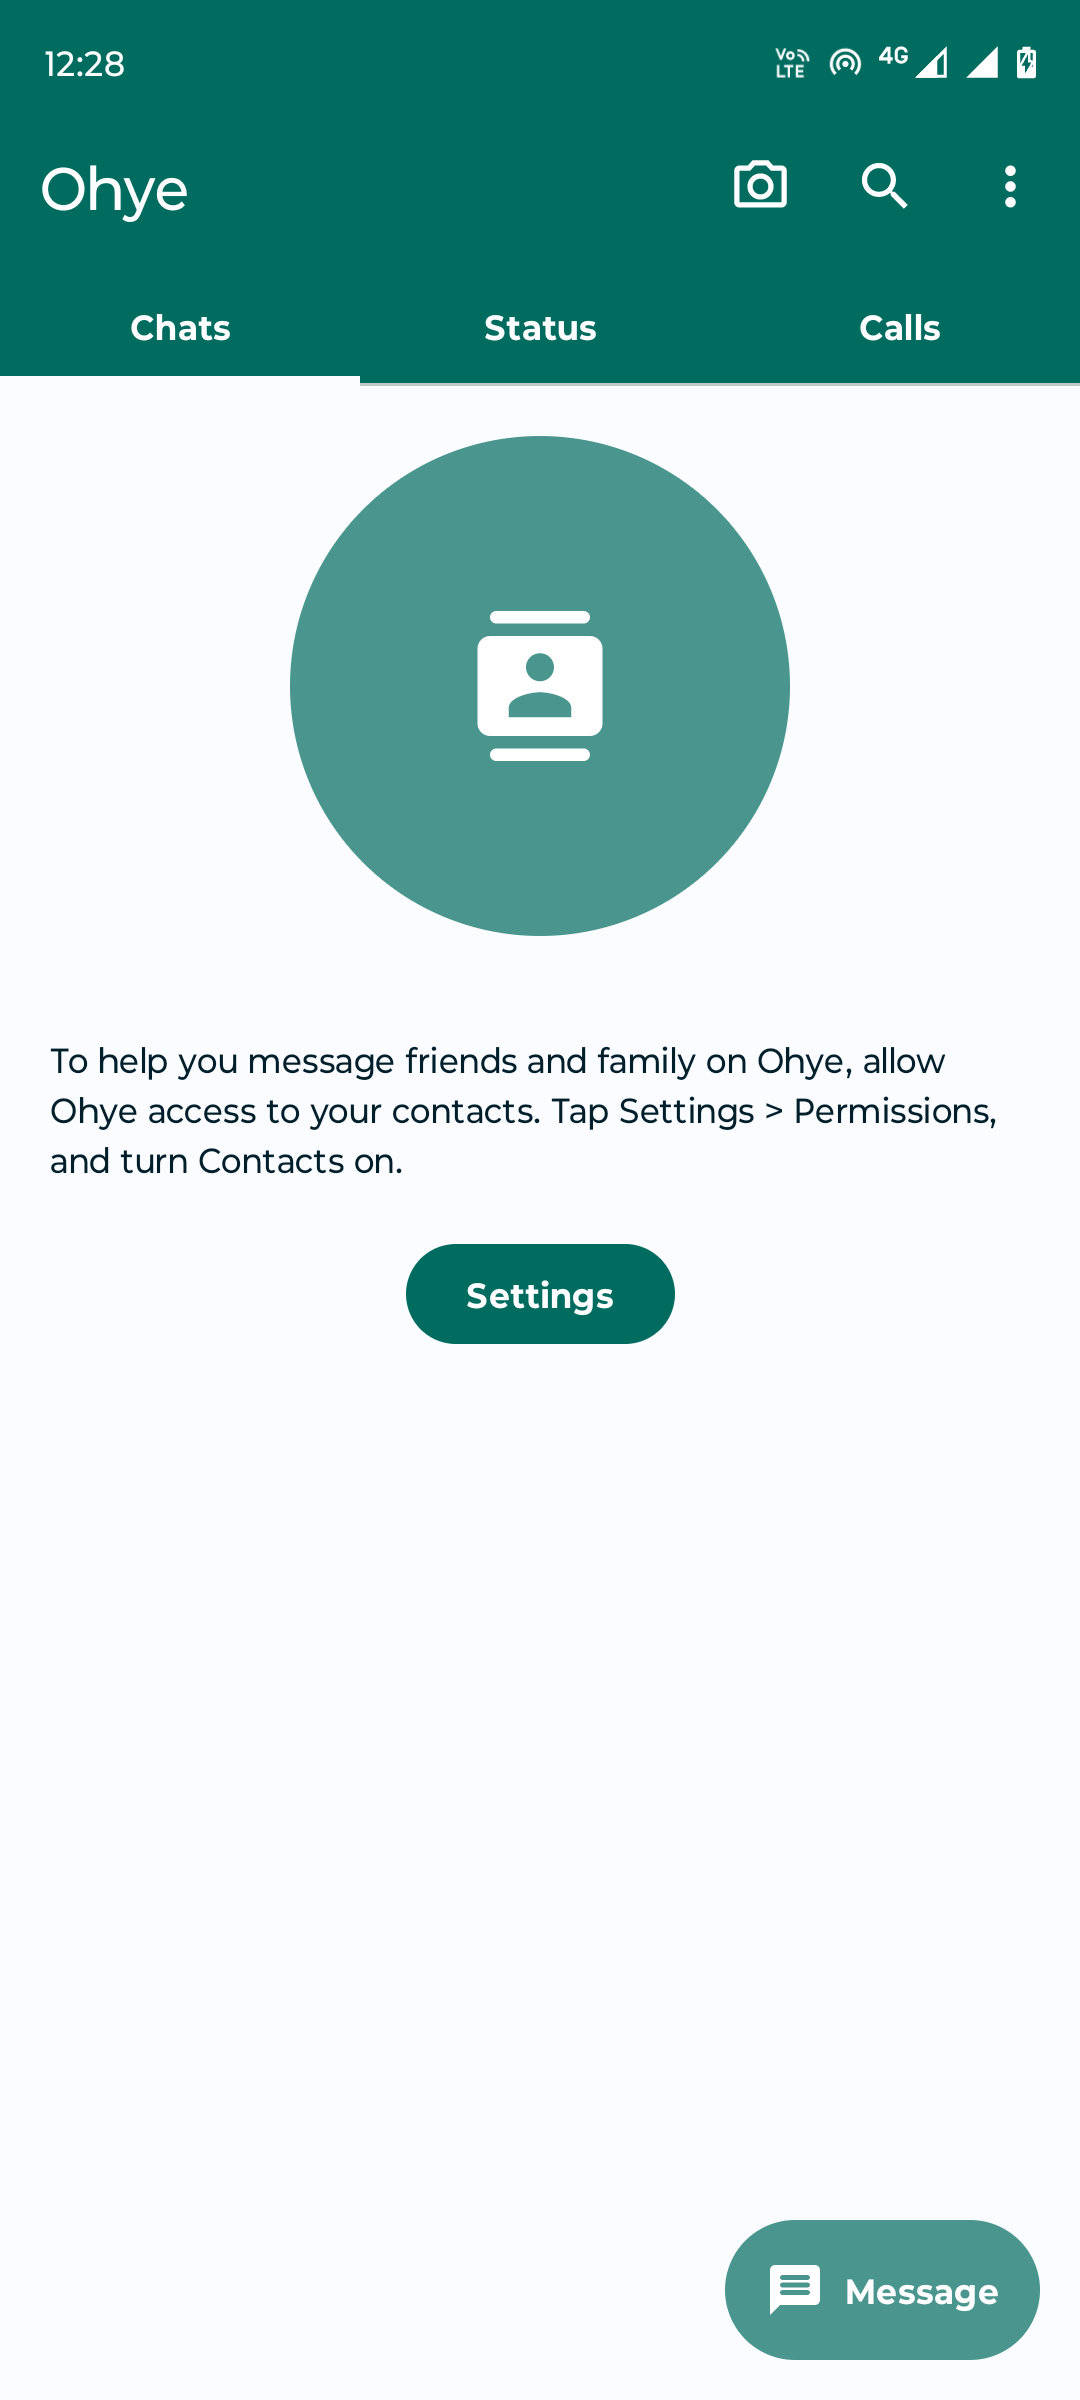 12:28
Vo LTE
4G
Ohye
Chats
Status
Calls
To help you message friends and family on Ohye, allow
Ohye access to your contacts. Tap Settings > Permissions,
and turn Contacts on.
Settings
Message